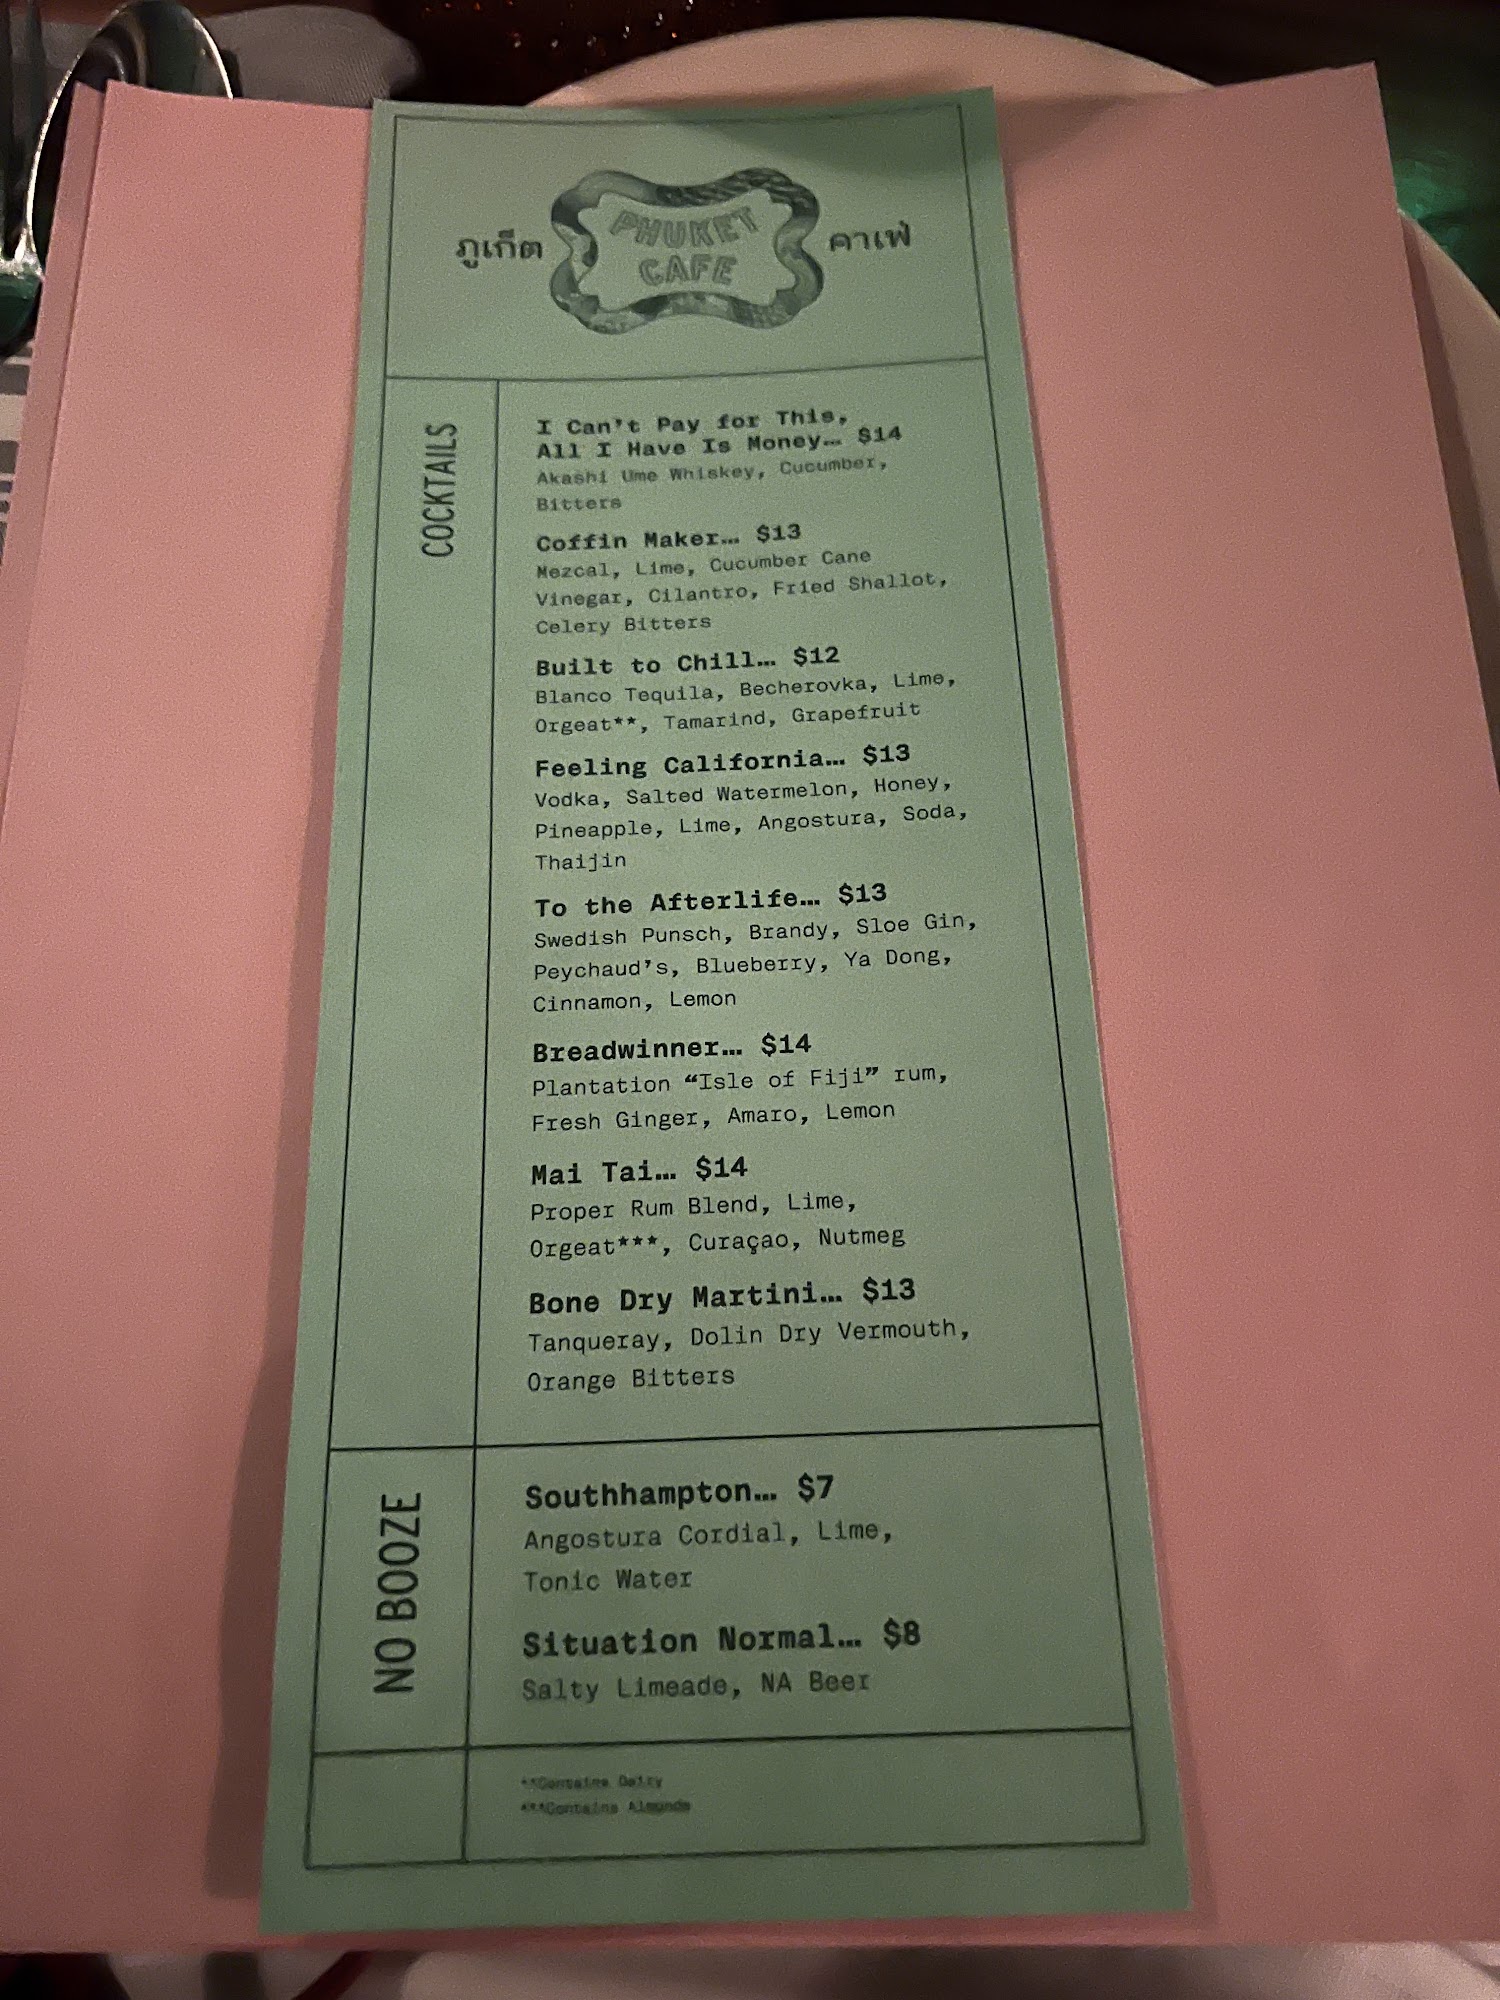 ภูเก็ต PHUKET CAFE คาเฟ่
COCKTAILS
I Can't Pay for This,
All I Have Is Money… $14
Akashi Ume Whiskey, Cucumber,
Bitters
Coffin Maker… $13
Mezcal, Lime, Cucumber Cane
Vinegar, Cilantro, Fried Shallot,
Celery Bitters
Built to Chill… $12
Blanco Tequila, Becherovka, Lime,
Orgeat**, Tamarind, Grapefruit
Feeling California… $13
Vodka, Salted Watermelon, Honey,
Pineapple, Lime, Angostura, Soda,
Thaijin
To the Afterlife… $13
Swedish Punsch, Brandy, Sloe Gin,
Peychaud's, Blueberry, Ya Dong,
Cinnamon, Lemon
Breadwinner… $14
Plantation “Isle of Fiji” rum,
Fresh Ginger, Amaro, Lemon
Mai Tai… $14
Proper Rum Blend, Lime,
Orgeat***, Curaçao, Nutmeg
Bone Dry Martini… $13
Tanqueray, Dolin Dry Vermouth,
Orange Bitters
NO BOOZE
Southhampton… $7
Angostura Cordial, Lime,
Tonic Water
Situation Normal… $8
Salty Limeade, NA Beer
**Contains Dairy
***Contains Almonds